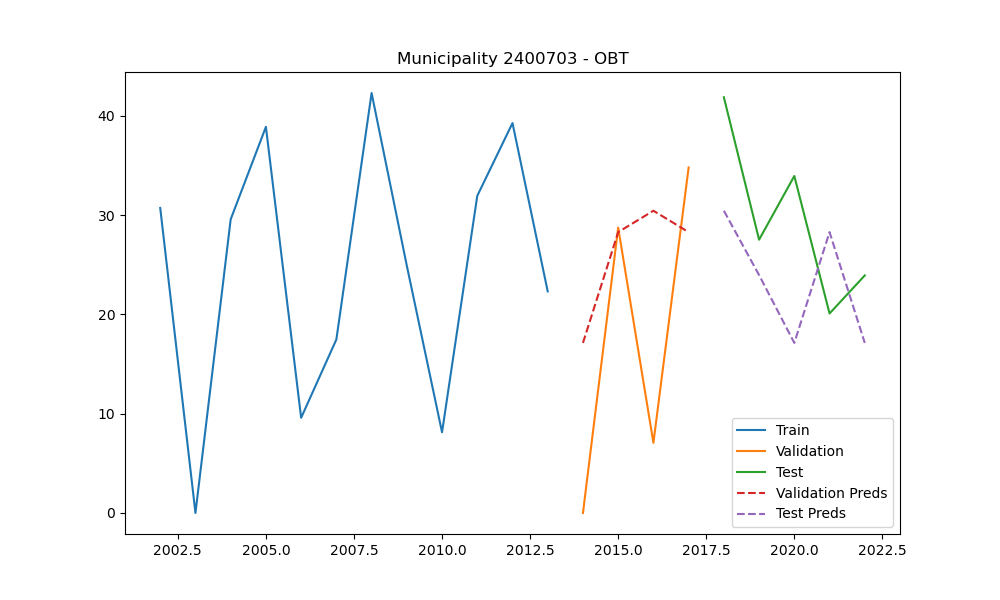 Municipality 2400703 - OBT
40
30
20
10
0
2002.5 2005.0 2007.5 2010.0 2012.5 2015.0 2017.5 2020.0 2022.5
Train
Validation
Test
Validation Preds
Test Preds